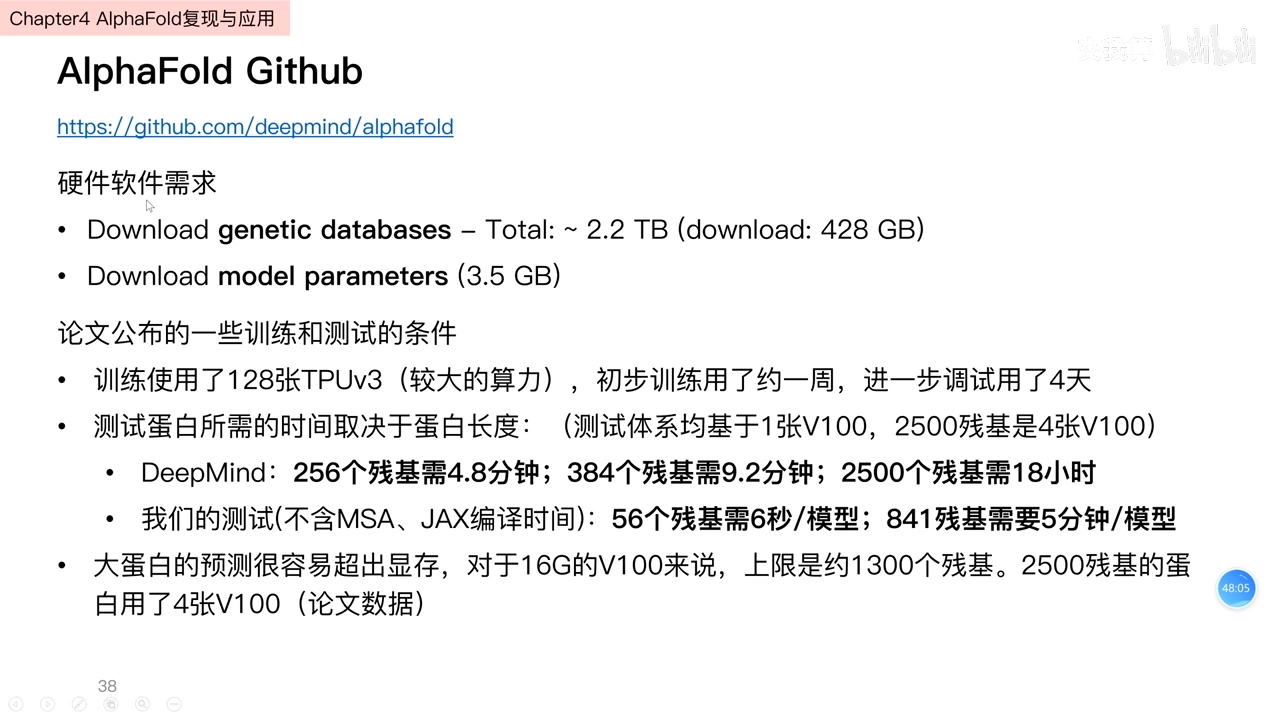 Chapter4 AlphaFold复现与应用
AlphaFold Github
https://github.com/deepmind/alphafold
硬件软件需求
• Download genetic databases – Total: ~ 2.2 TB (download: 428 GB)
• Download model parameters (3.5 GB)
论文公布的一些训练和测试的条件
• 训练使用了128张TPUv3（较大的算力），初步训练用了约一周，进一步调试用了4天
• 测试蛋白所需的时间取决于蛋白长度：（测试体系均基于1张V100，2500残基是4张V100）
• DeepMind：256个残基需4.8分钟；384个残基需9.2分钟；2500个残基需18小时
• 我们的测试(不含MSA、JAX编译时间)：56个残基需6秒/模型；841残基需要5分钟/模型
• 大蛋白的预测很容易超出显存，对于16G的V100来说，上限是约1300个残基。2500残基的蛋
白用了4张V100（论文数据）
48:05
38